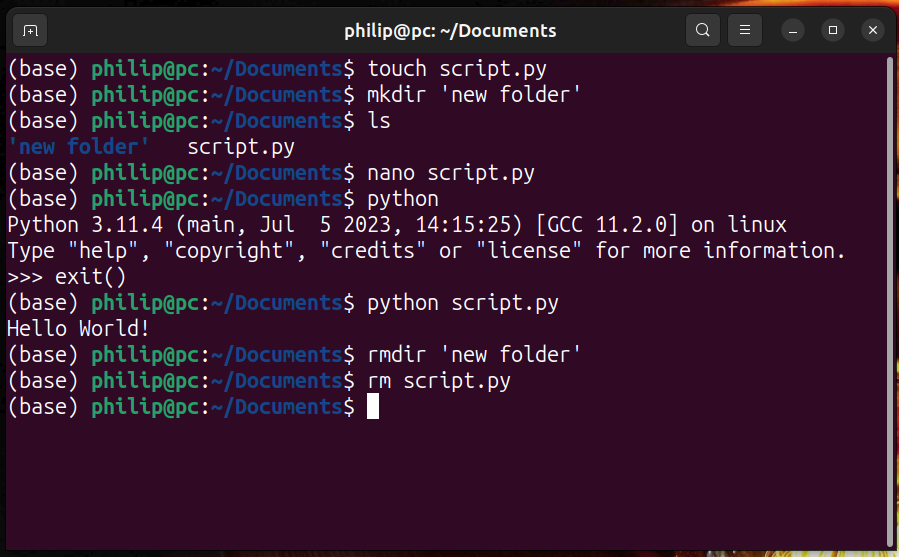 philip@pc: ~/Documents
(base) philip@pc:~/Documents$ touch script.py
(base) philip@pc:~/Documents$ mkdir 'new folder'
(base) philip@pc:~/Documents$ ls
'new folder'   script.py
(base) philip@pc:~/Documents$ nano script.py
(base) philip@pc:~/Documents$ python
Python 3.11.4 (main, Jul  5 2023, 14:15:25) [GCC 11.2.0] on linux
Type "help", "copyright", "credits" or "license" for more information.
>>> exit()
(base) philip@pc:~/Documents$ python script.py
Hello World!
(base) philip@pc:~/Documents$ rmdir 'new folder'
(base) philip@pc:~/Documents$ rm script.py
(base) philip@pc:~/Documents$